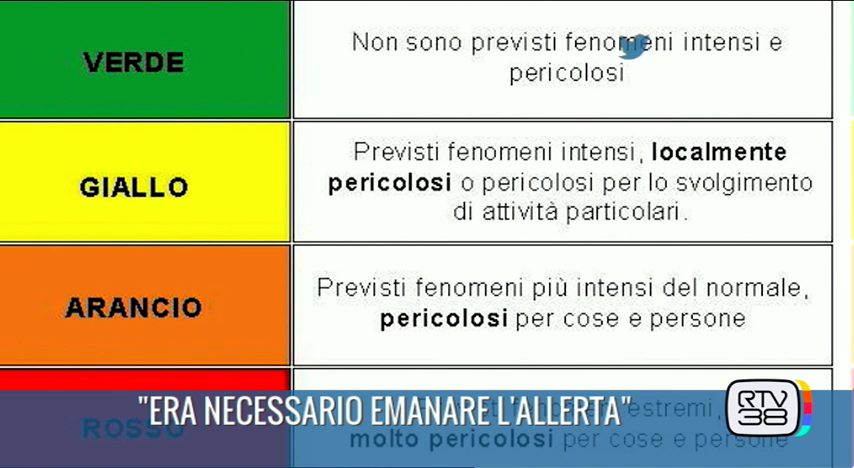 VERDE
Non sono previsti fenomeni intensi e
pericolosi
GIALLO
Previsti fenomeni intensi, localmente
pericolosi o pericolosi per lo svolgimento
di attività particolari.
ARANCIO
Previsti fenomeni più intensi del normale,
pericolosi per cose e persone
ROSSO
estremi,
molto pericolosi per cose e persone
"ERA NECESSARIO EMANARE L'ALLERTA"
RTV
38